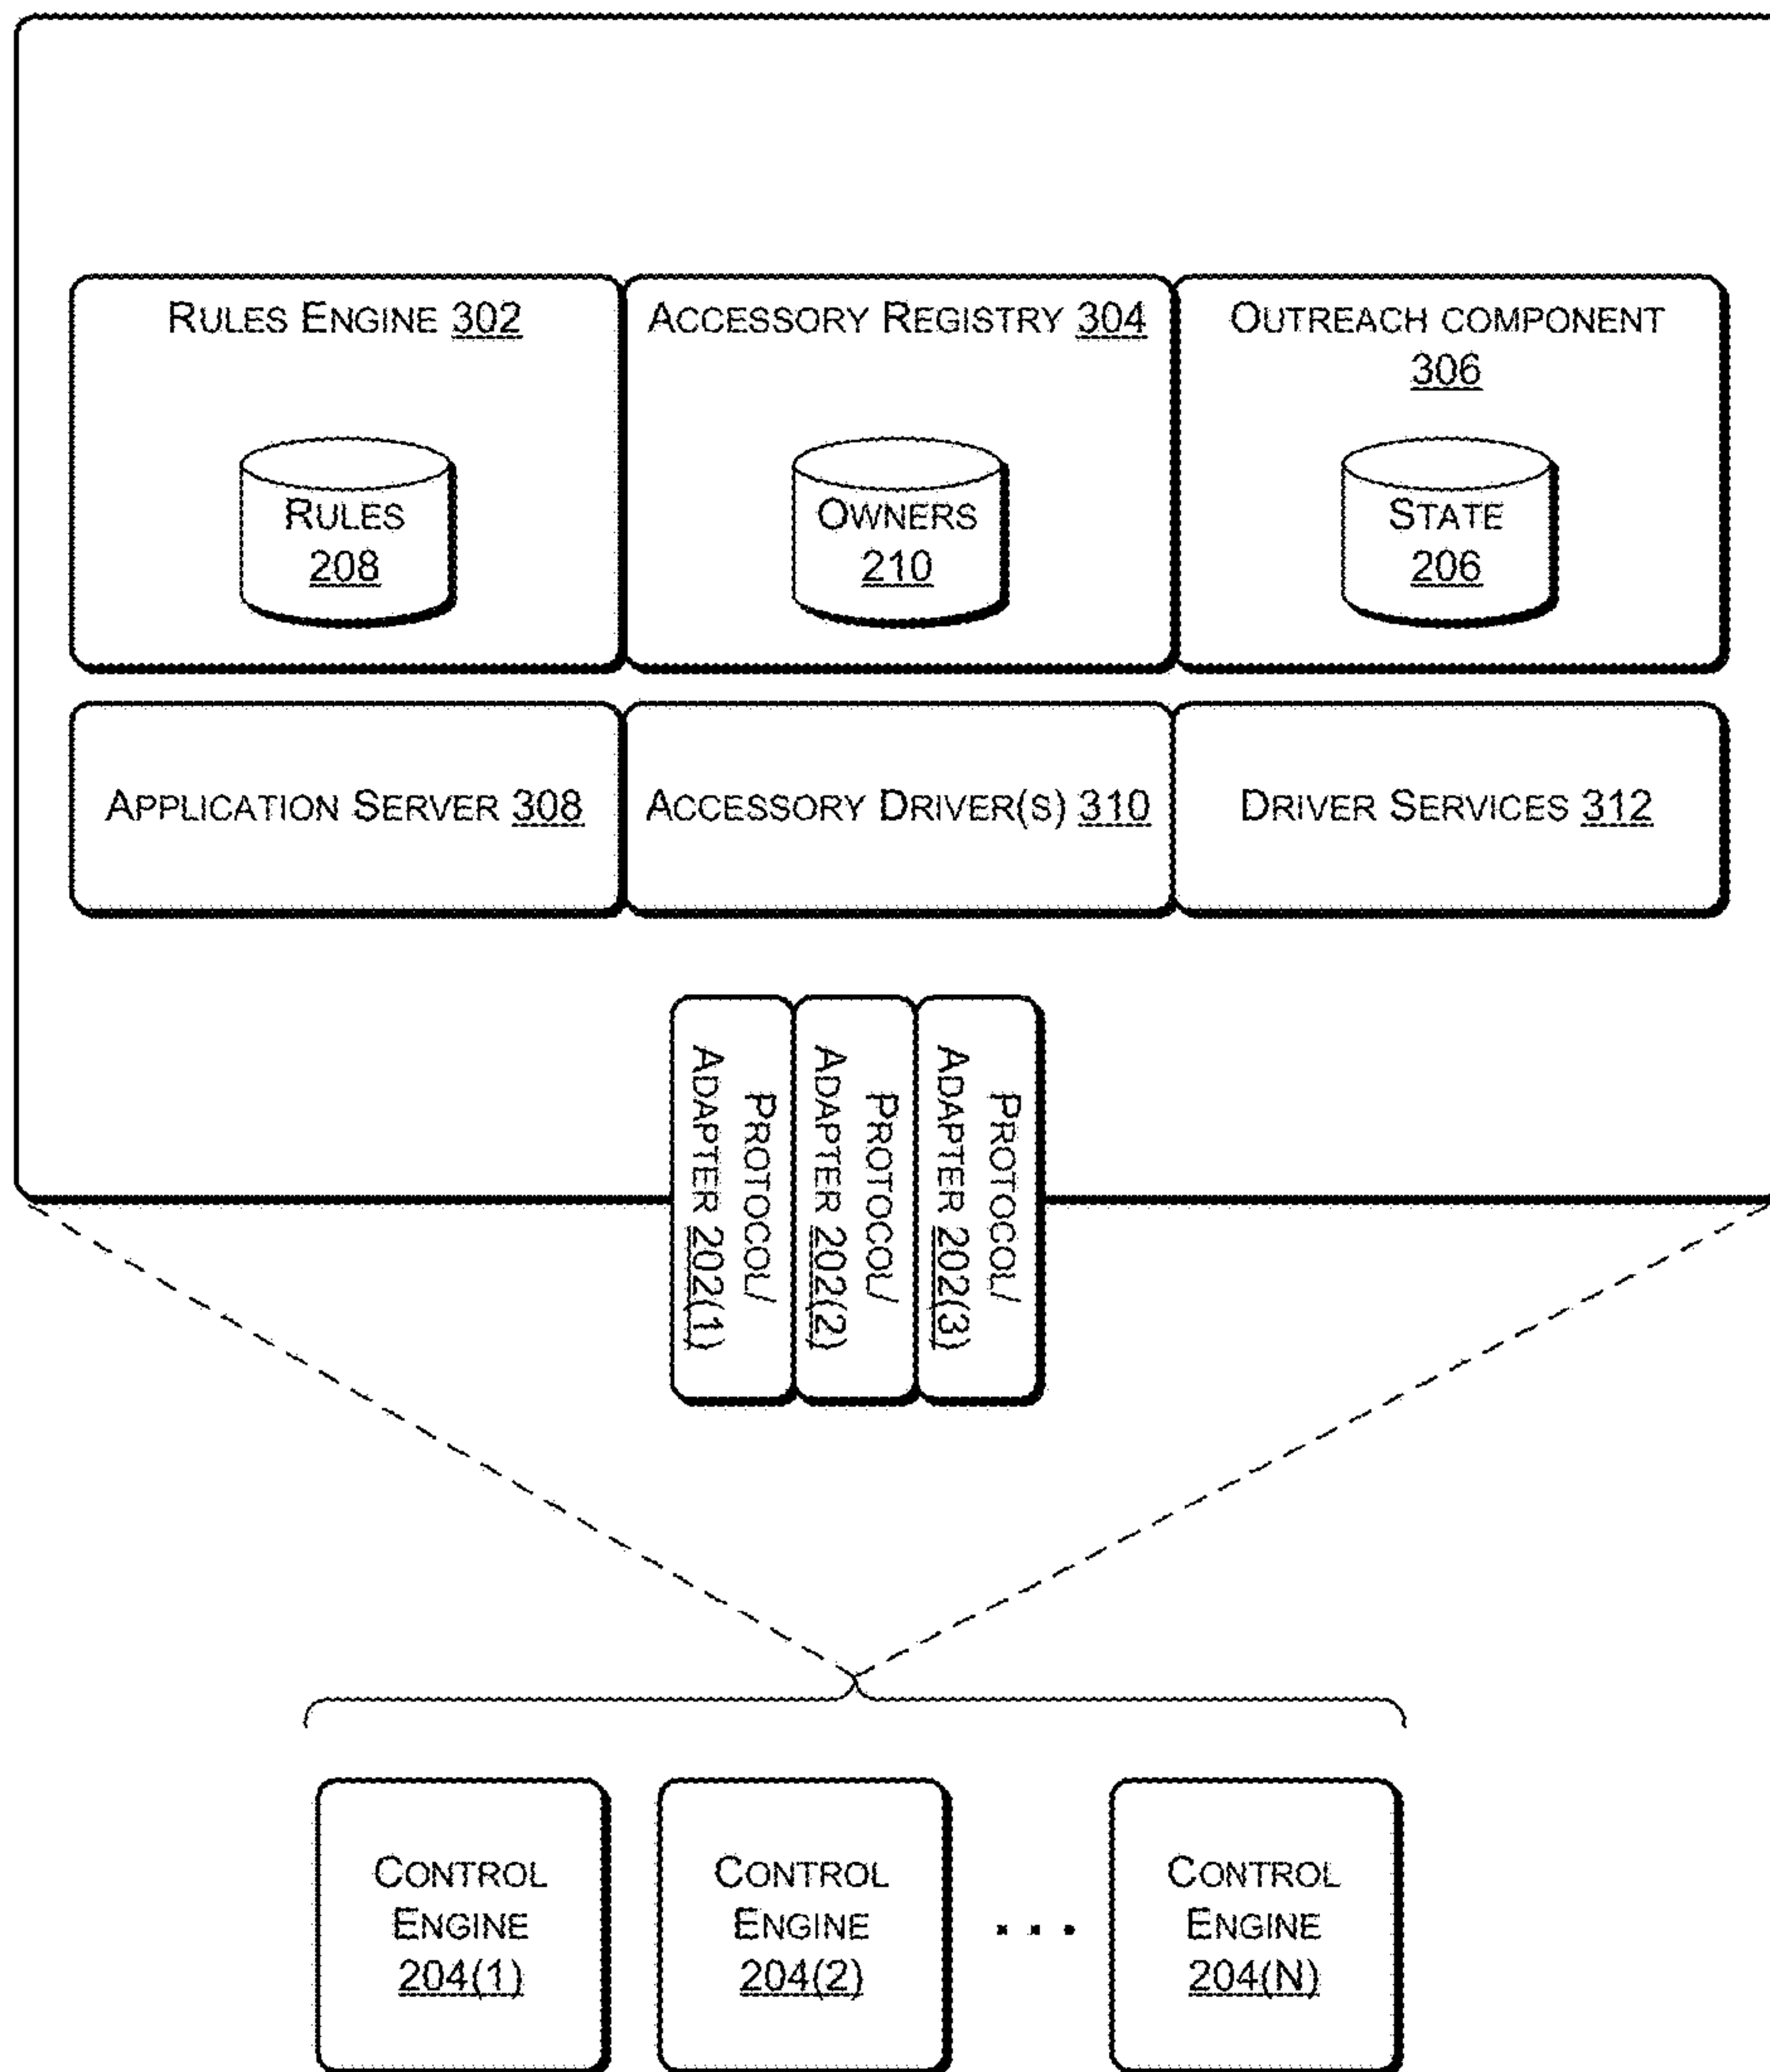 RULES ENGINE 302
ACCESSORY REGISTRY 304
OUTREACH COMPONENT
306
RULES
208
OWNERS
210
STATE
206
APPLICATION SERVER 308
ACCESSORY DRIVER(S) 310
DRIVER SERVICES 312
PROTOCOL/
ADAPTER 202(1)
PROTOCOL/
ADAPTER 202(2)
PROTOCOL/
ADAPTER 202(3)
CONTROL
ENGINE
204(1)
CONTROL
ENGINE
204(2)
...
CONTROL
ENGINE
204(N)